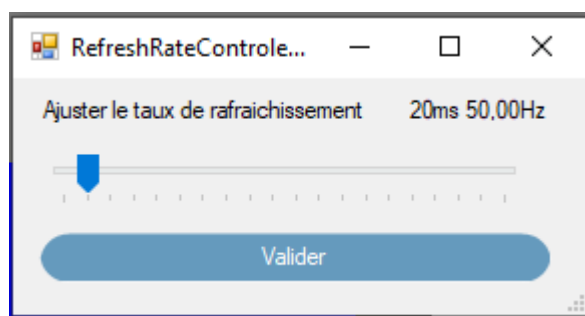 RefreshRateControle...
Ajuster le taux de rafraichissement 20ms 50,00Hz
Valider